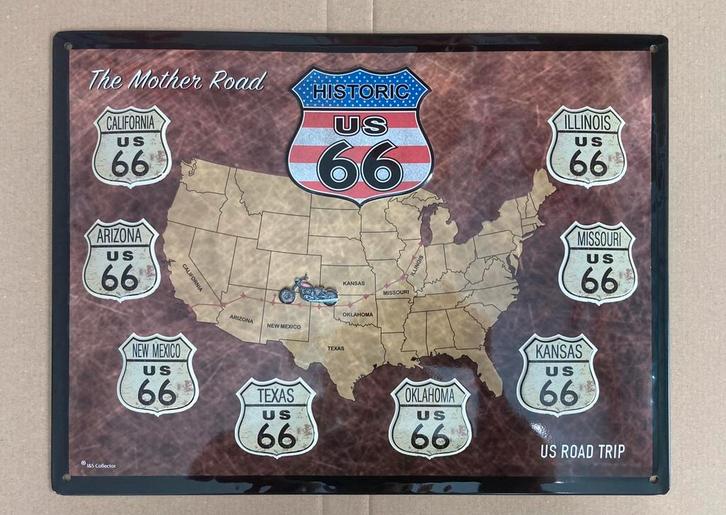 The Mother Road
HISTORIC
US
66
CALIFORNIA
US
66
ILLINOIS
US
66
ARIZONA
US
66
MISSOURI
US
66
CALIFORNIA
ARIZONA
NEW MEXICO
TEXAS
OKLAHOMA
KANSAS
MISSOURI
ILLINOIS
NEW MEXICO
US
66
TEXAS
US
66
OKLAHOMA
US
66
KANSAS
US
66
® I&S Collector
US ROAD TRIP